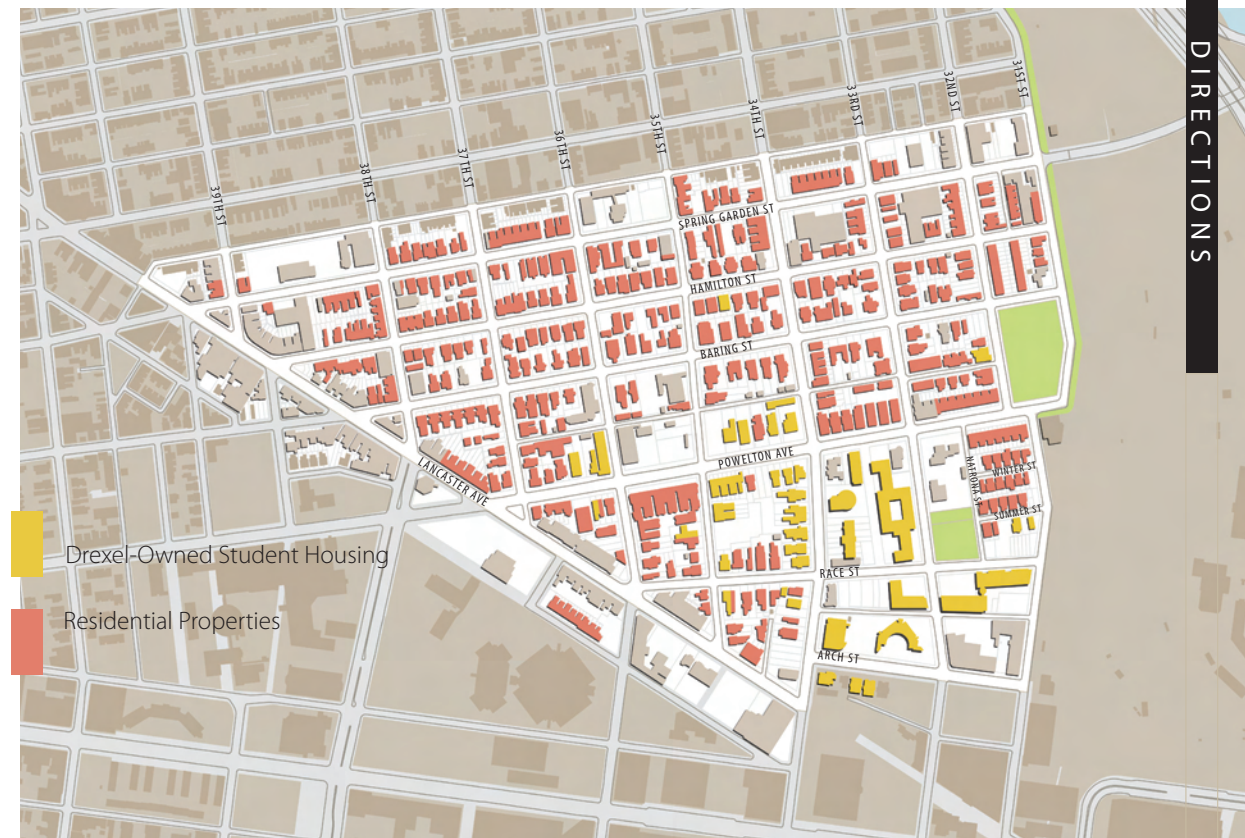 DIRECTIONS
31ST ST
32ND ST
33RD ST
34TH ST
35TH ST
36TH ST
37TH ST
38TH ST
39TH ST
SPRING GARDEN ST
HAMILTON ST
BARING ST
POWELTON AVE
LANCASTER AVE
NATRONA ST
WINTER ST
SUMMER ST
RACE ST
ARCH ST
Drexel-Owned Student Housing
Residential Properties